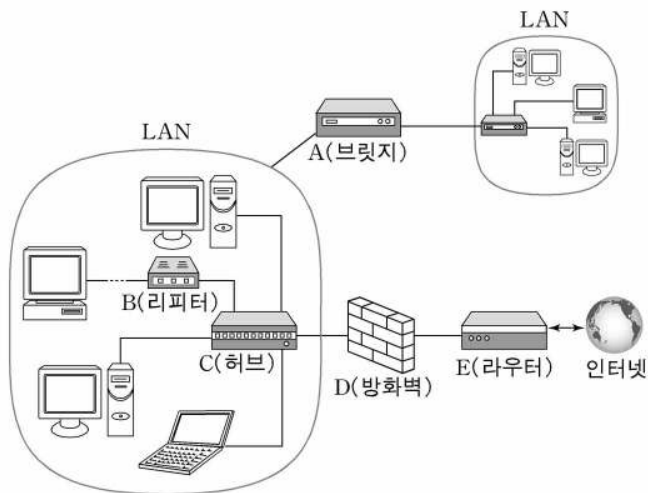 LAN
LAN
A(브릿지)
B(리피터)
C(허브)
D(방화벽)
E(라우터)
인터넷